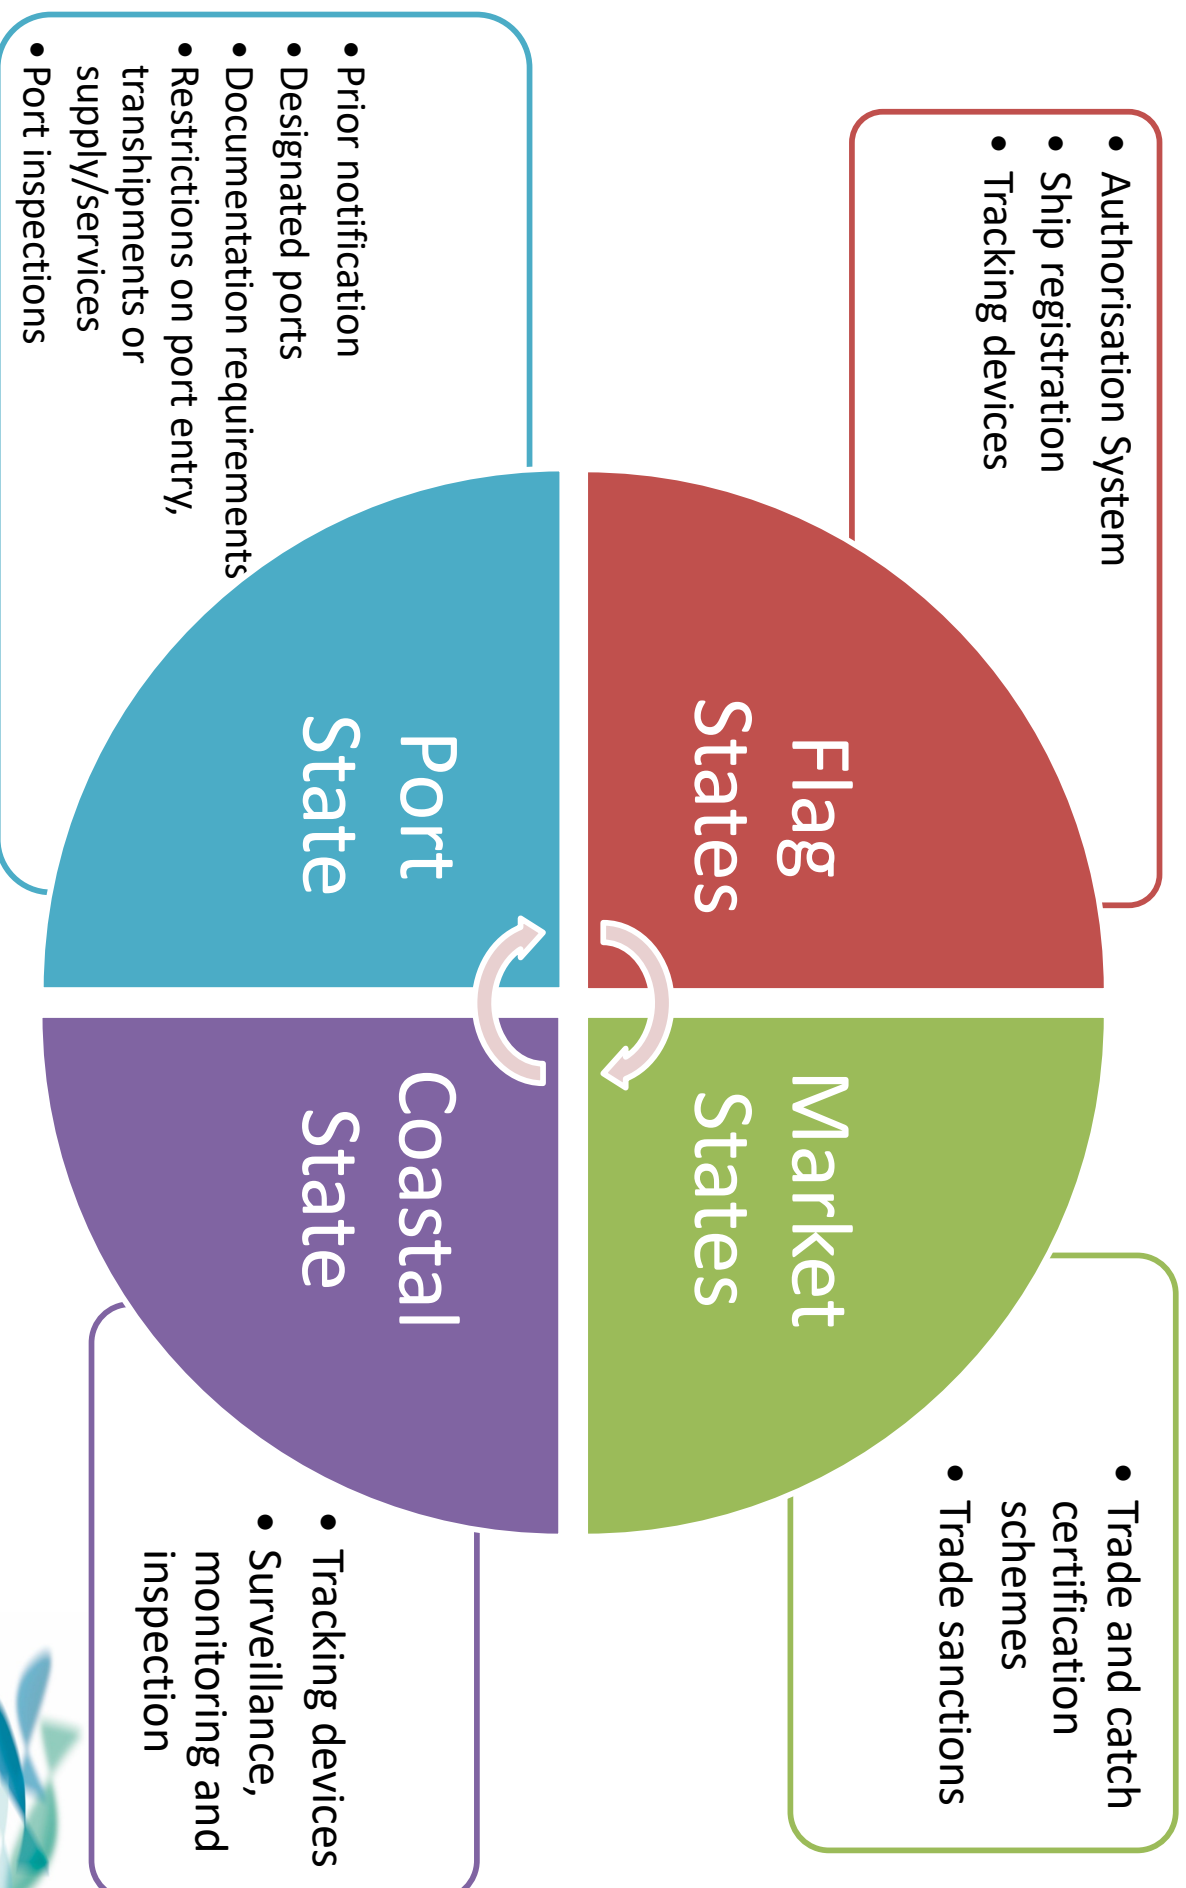 • Authorisation System
• Ship registration
• Tracking devices
Flag
States
• Trade and catch
certification
schemes
• Trade sanctions
Market
States
• Prior notification
• Designated ports
• Documentation requirements
• Restrictions on port entry,
transhipments or
supply/services
• Port inspections
Port
State
• Tracking devices
• Surveillance,
monitoring and
inspection
Coastal
State